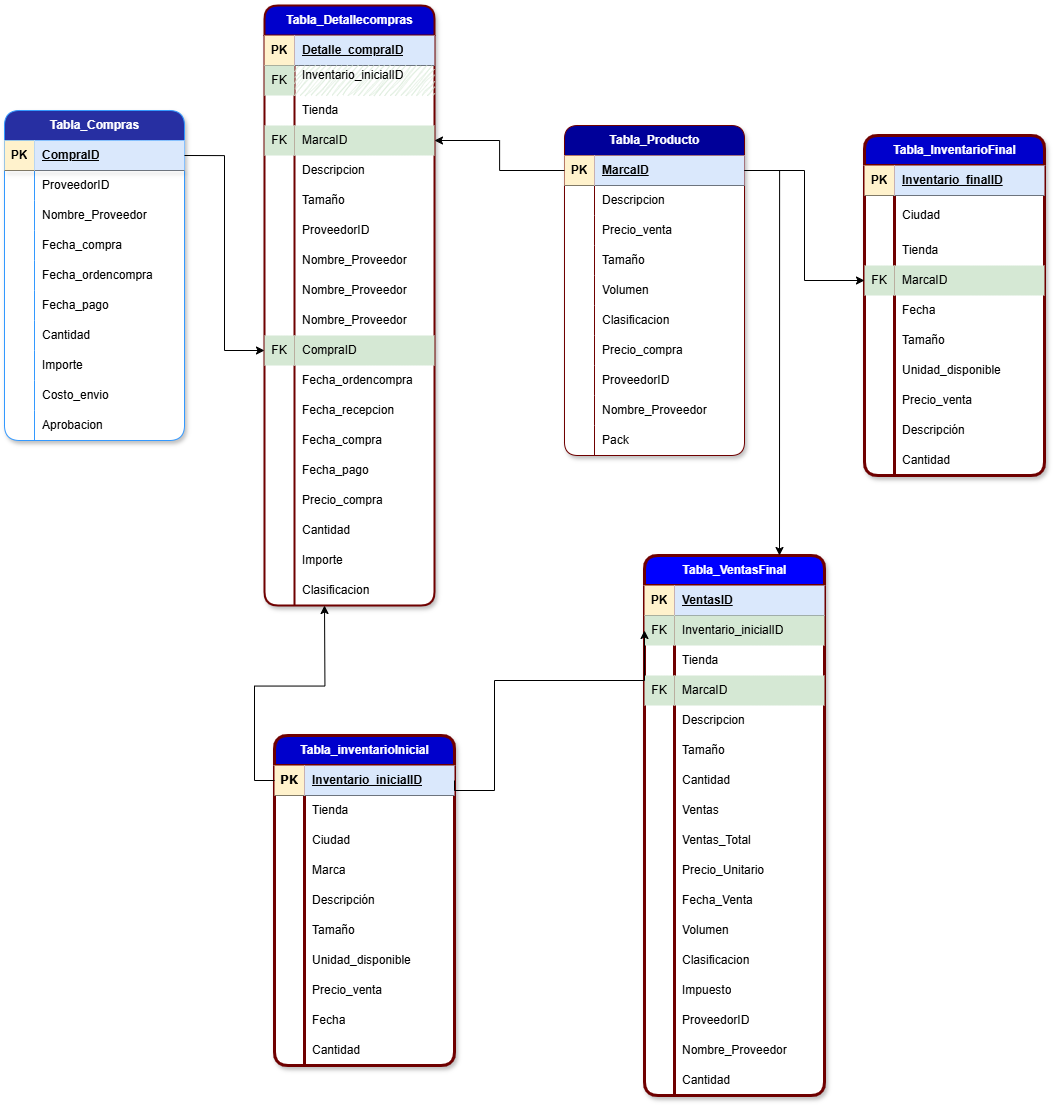 Tabla_Detallecompras
PK Detalle_compraID
FK Inventario_inicialID
Tienda
FK MarcaID
Descripcion
Tamaño
ProveedorID
Nombre_Proveedor
Nombre_Proveedor
Nombre_Proveedor
FK CompraID
Fecha_ordencompra
Fecha_recepcion
Fecha_compra
Fecha_pago
Precio_compra
Cantidad
Importe
Clasificacion
Tabla_Compras
PK CompraID
ProveedorID
Nombre_Proveedor
Fecha_compra
Fecha_ordencompra
Fecha_pago
Cantidad
Importe
Costo_envio
Aprobacion
Tabla_Producto
PK MarcaID
Descripcion
Precio_venta
Tamaño
Volumen
Clasificacion
Precio_compra
ProveedorID
Nombre_Proveedor
Pack
Tabla_InventarioFinal
PK Inventario_finalID
Ciudad
Tienda
FK MarcaID
Fecha
Tamaño
Unidad_disponible
Precio_venta
Descripción
Cantidad
Tabla_inventarioInicial
PK Inventario_inicialID
Tienda
Ciudad
Marca
Descripción
Tamaño
Unidad_disponible
Precio_venta
Fecha
Cantidad
Tabla_VentasFinal
PK VentasID
FK Inventario_inicialID
Tienda
FK MarcaID
Descripcion
Tamaño
Cantidad
Ventas
Ventas_Total
Precio_Unitario
Fecha_Venta
Volumen
Clasificacion
Impuesto
ProveedorID
Nombre_Proveedor
Cantidad